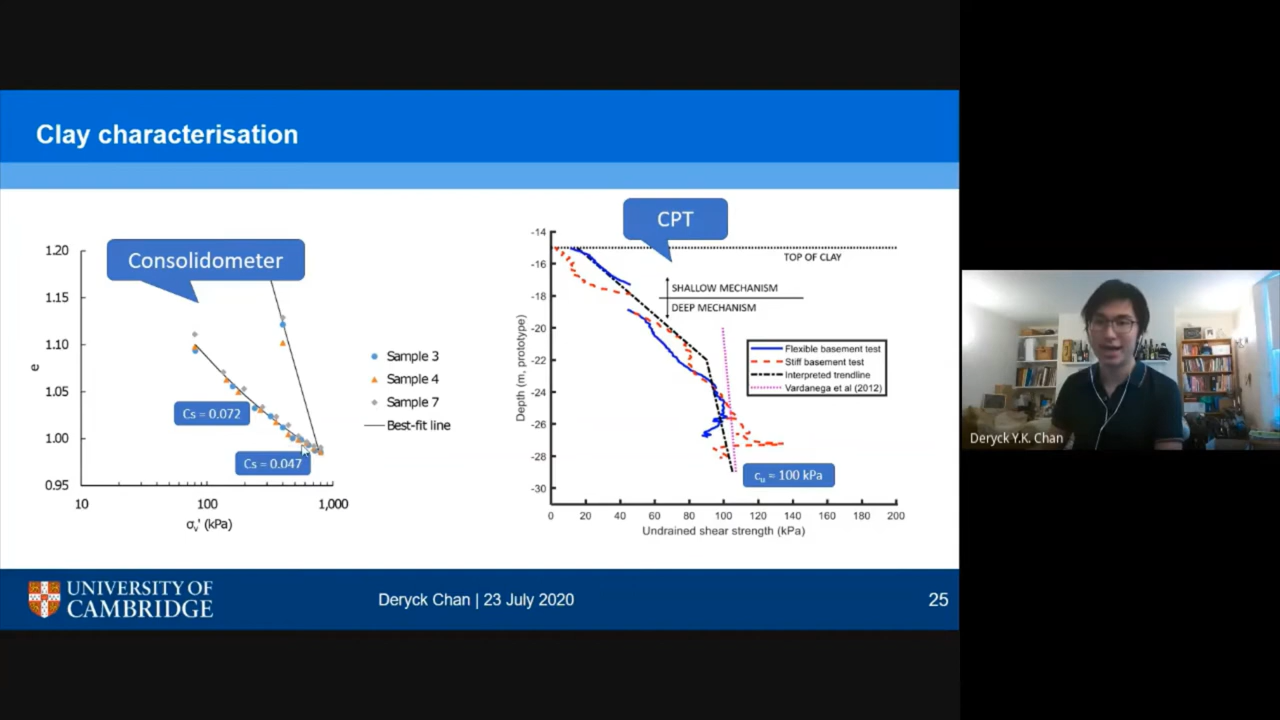 Clay characterisation
Consolidometer
1.20
1.15
1.10
1.05
1.00
0.95
e
10
100
1,000
σv' (kPa)
Cs = 0.072
Cs = 0.047
Sample 3
Sample 4
Sample 7
Best-fit line
CPT
-14
-16
-18
-20
-22
-24
-26
-28
-30
Depth (m, prototype)
TOP OF CLAY
SHALLOW MECHANISM
DEEP MECHANISM
Flexible basement test
Stiff basement test
Interpreted trendline
Vardanega et al (2012)
cu ≈ 100 kPa
0
20
40
60
80
100
120
140
160
180
200
Undrained shear strength (kPa)
Deryck Y.K. Chan
UNIVERSITY OF
CAMBRIDGE
Deryck Chan | 23 July 2020
25